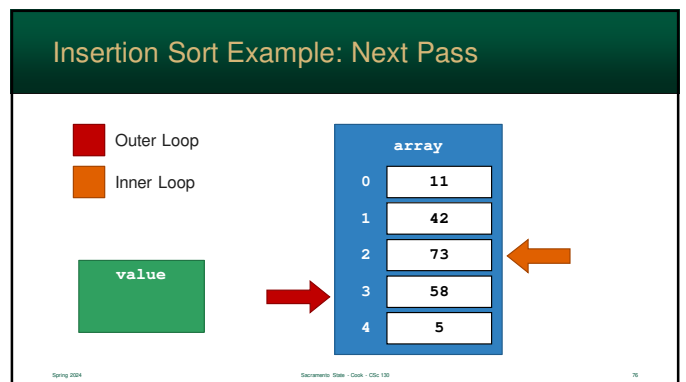 Insertion Sort Example: Next Pass
Outer Loop
Inner Loop
value
array
0 11
1 42
2 73
3 58
4 5
Spring 2024 Sacramento State - Cook - CSc 130 76